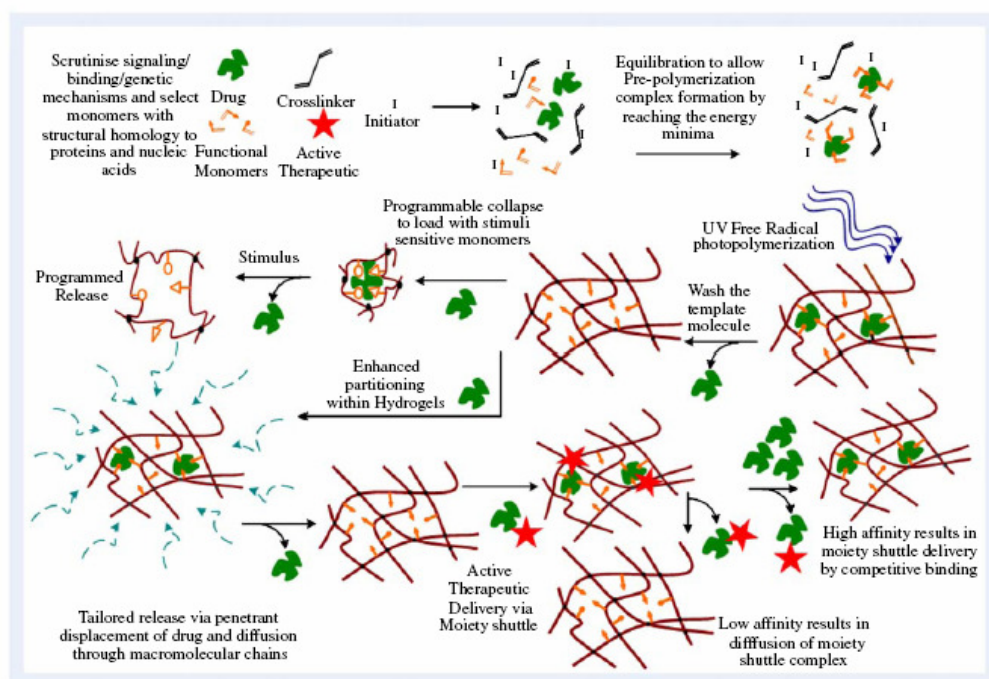 Scrutinise signaling/
binding/genetic
mechanisms and select
monomers with
structural homology to
proteins and nucleic
acids
Drug
Functional
Monomers
Crosslinker
Active
Therapeutic
I
Initiator
I
I
I
I
I
I
Equilibration to allow
Pre-polymerization
complex formation by
reaching the energy
minima
I
I
I
I
I
I
UV Free Radical
photopolymerization
Programmable collapse
to load with stimuli
sensitive monomers
Stimulus
Programmed
Release
Wash the
template
molecule
Enhanced
partitioning
within Hydrogels
Tailored release via penetrant
displacement of drug and diffusion
through macromolecular chains
Active
Therapeutic
Delivery via
Moiety shuttle
High affinity results in
moiety shuttle delivery
by competitive binding
Low affinity results in
difffusion of moiety
shuttle complex